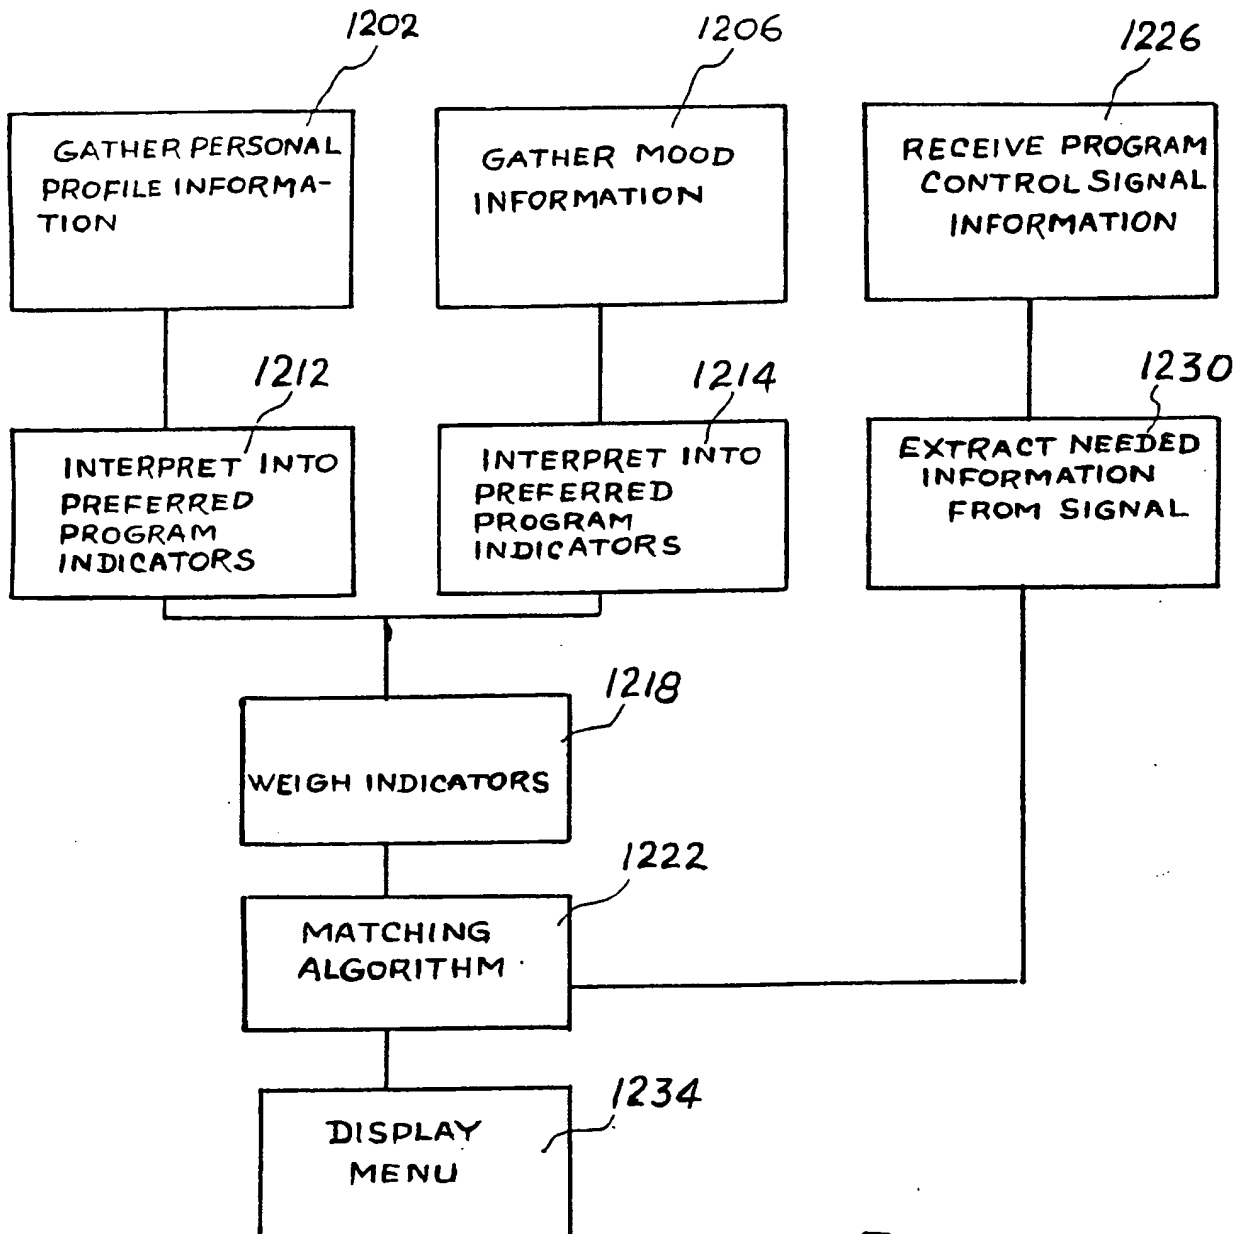 1202
GATHER PERSONAL
PROFILE INFORMA-
TION
1206
GATHER MOOD
INFORMATION
1226
RECEIVE PROGRAM
CONTROL SIGNAL
INFORMATION
1212
INTERPRET INTO
PREFERRED
PROGRAM
INDICATORS
1214
INTERPRET INTO
PREFERRED
PROGRAM
INDICATORS
1230
EXTRACT NEEDED
INFORMATION
FROM SIGNAL
1218
WEIGH INDICATORS
1222
MATCHING
ALGORITHM
1234
DISPLAY
MENU